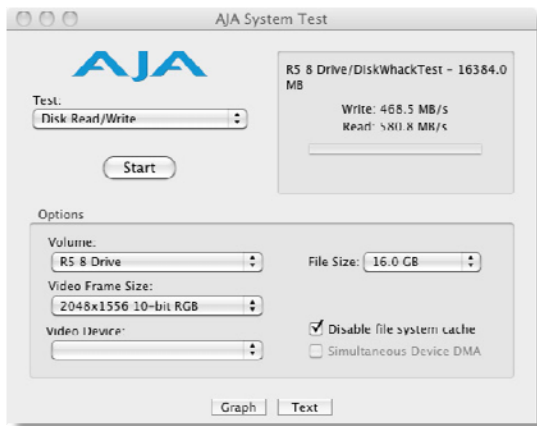 AJA System Test
AJA
R5 8 Drive/DiskWhackTest - 16384.0
MB
Write: 468.5 MB/s
Read: 580.8 MB/s
Test:
Disk Read/Write
Start
Options
Volume:
R5 8 Drive
File Size: 16.0 GB
Video Frame Size:
2048x1556 10-bit RGB
Video Device:
Disable file system cache
Simultaneous Device DMA
Graph
Text